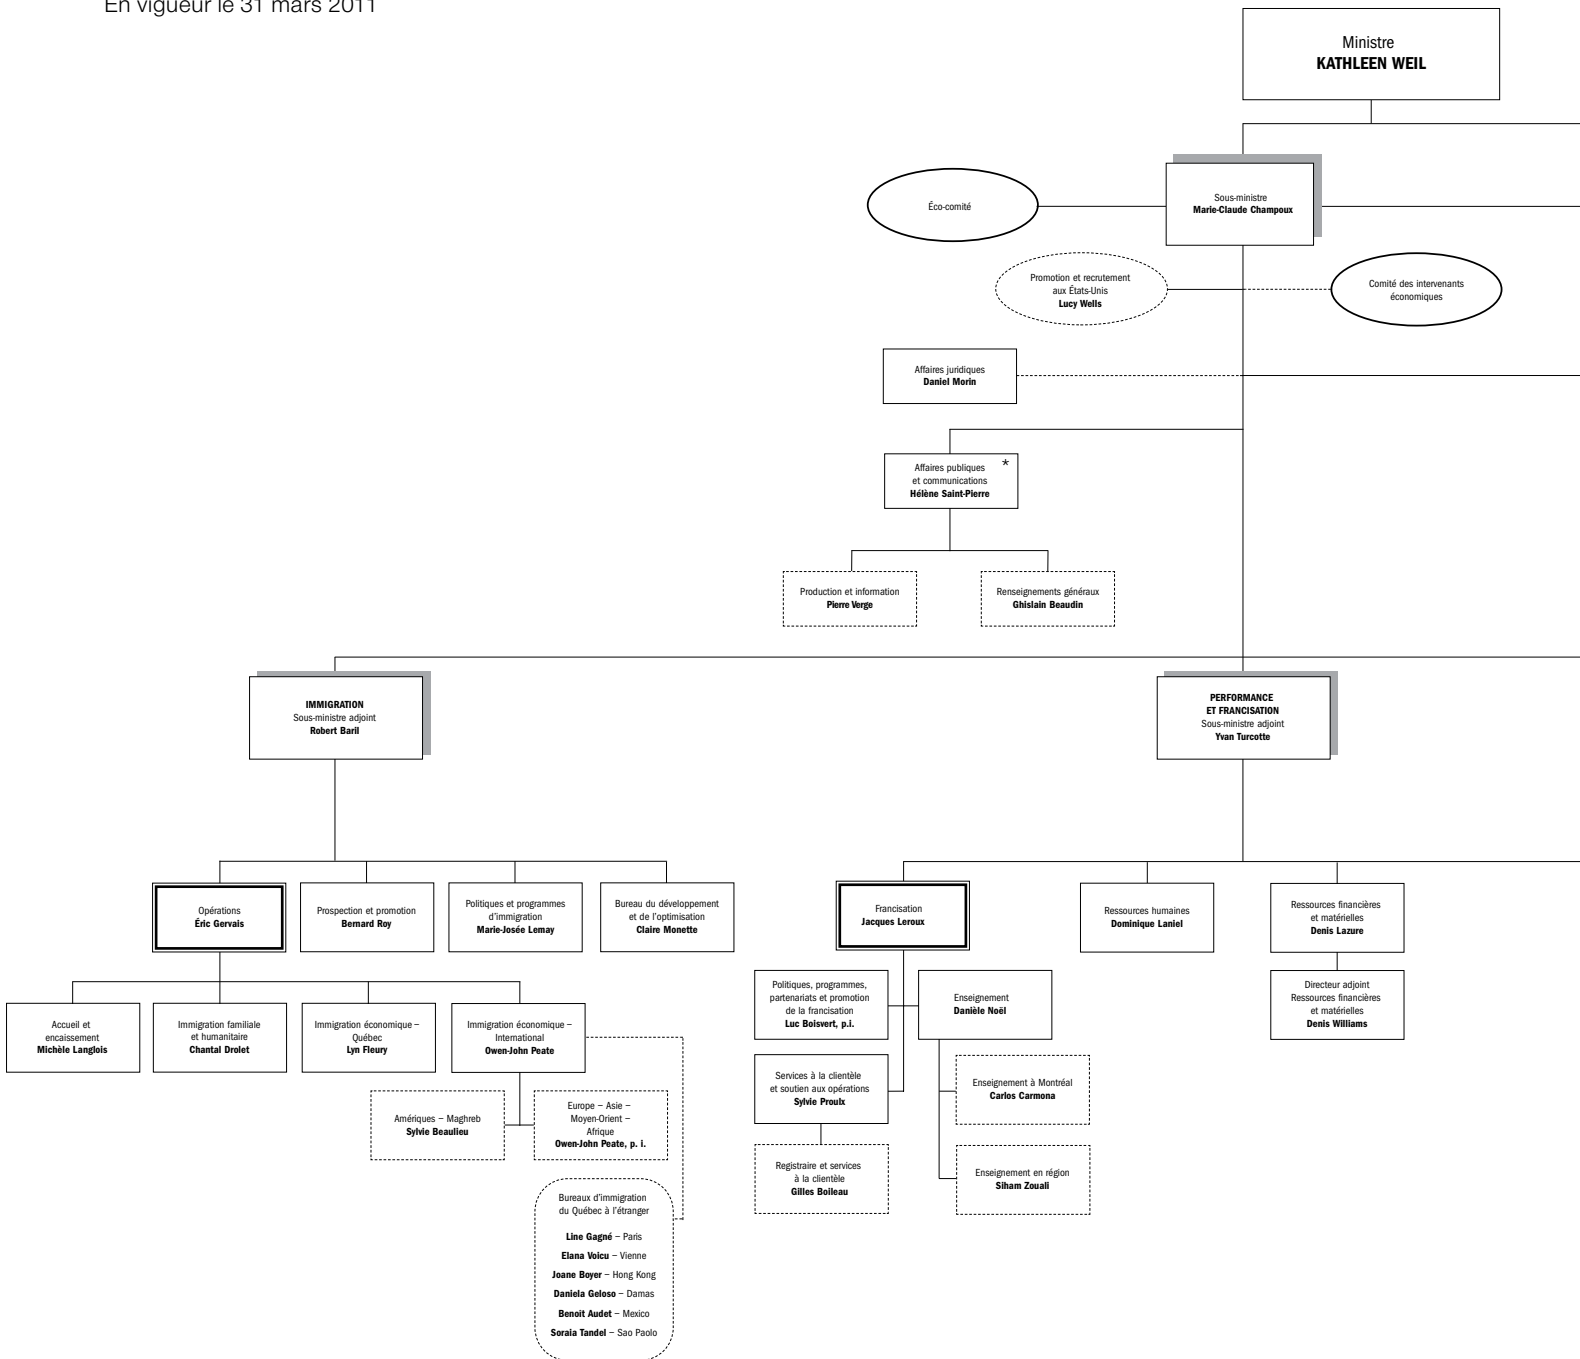 En vigueur le 31 mars 2011
Ministre
KATHLEEN WEIL
Sous-ministre
Marie-Claude Champoux
Éco-comité
Promotion et recrutement
aux États-Unis
Lucy Wells
Comité des intervenants
économiques
Affaires juridiques
Daniel Morin
Affaires publiques *
et communications
Hélène Saint-Pierre
Production et information
Pierre Verge
Renseignements généraux
Ghislain Beaudin
IMMIGRATION
Sous-ministre adjoint
Robert Baril
PERFORMANCE
ET FRANCISATION
Sous-ministre adjoint
Yvan Turcotte
Opérations
Éric Gervais
Prospection et promotion
Bernard Roy
Politiques et programmes
d'immigration
Marie-Josée Lemay
Bureau du développement
et de l'optimisation
Claire Monette
Francisation
Jacques Leroux
Ressources humaines
Dominique Laniel
Ressources financières
et matérielles
Denis Lazure
Accueil et
encaissement
Michèle Langlois
Immigration familiale
et humanitaire
Chantal Drolet
Immigration économique –
Québec
Lyn Fleury
Immigration économique –
International
Owen-John Peate
Politiques, programmes,
partenariats et promotion
de la francisation
Luc Boisvert, p.i.
Enseignement
Danièle Noël
Directeur adjoint
Ressources financières
et matérielles
Denis Williams
Amériques – Maghreb
Sylvie Beaulieu
Europe – Asie –
Moyen-Orient –
Afrique
Owen-John Peate, p. i.
Services à la clientèle
et soutien aux opérations
Sylvie Proulx
Enseignement à Montréal
Carlos Carmona
Registraire et services
à la clientèle
Gilles Boileau
Enseignement en région
Siham Zouali
Bureaux d'immigration
du Québec à l'étranger
Line Gagné – Paris
Elana Voicu – Vienne
Joane Boyer – Hong Kong
Daniela Geloso – Damas
Benoit Audet – Mexico
Soraia Tandel – Sao Paolo